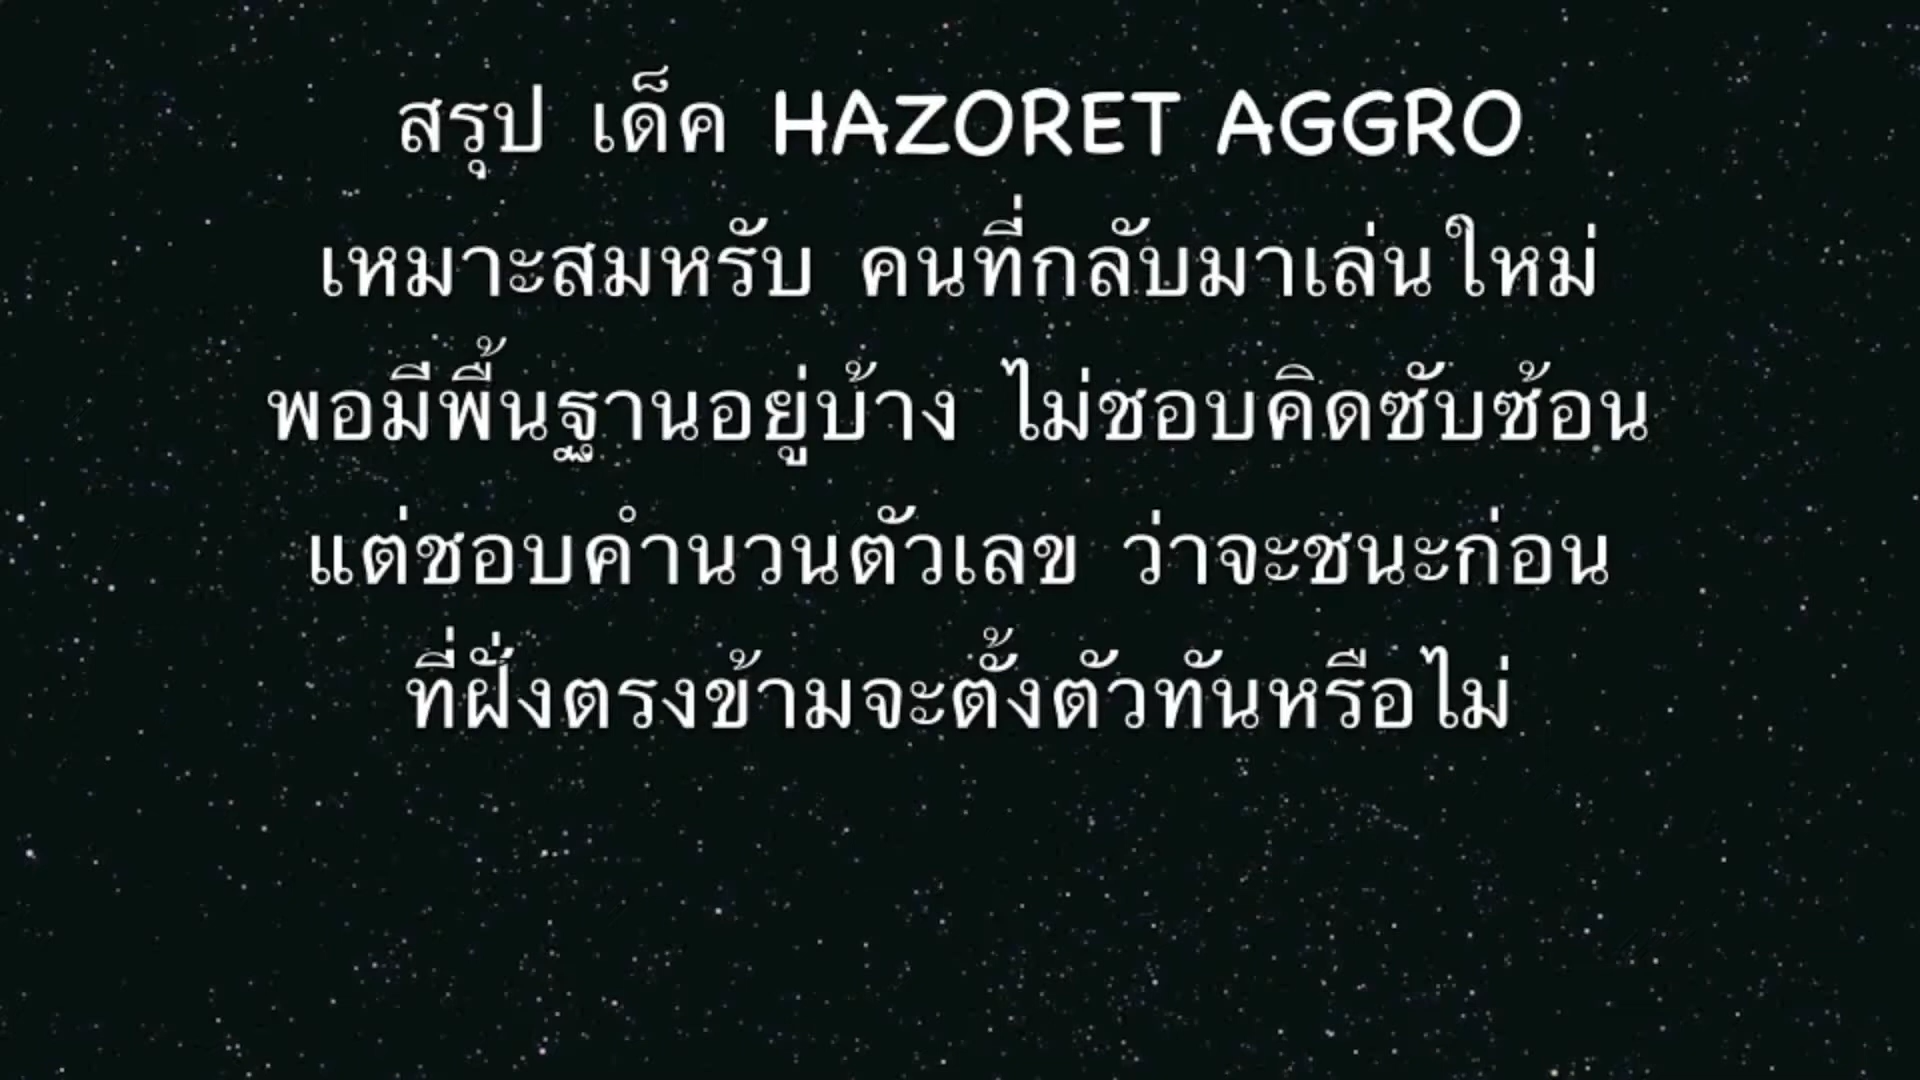 สรุป เด็ค HAZORET AGGRO
เหมาะสมหรับ คนที่กลับมาเล่นใหม่
พอมีพื้นฐานอยู่บ้าง ไม่ชอบคิดซับซ้อน
แต่ชอบคำนวนตัวเลข ว่าจะชนะก่อน
ที่ฝั่งตรงข้ามจะตั้งตัวทันหรือไม่